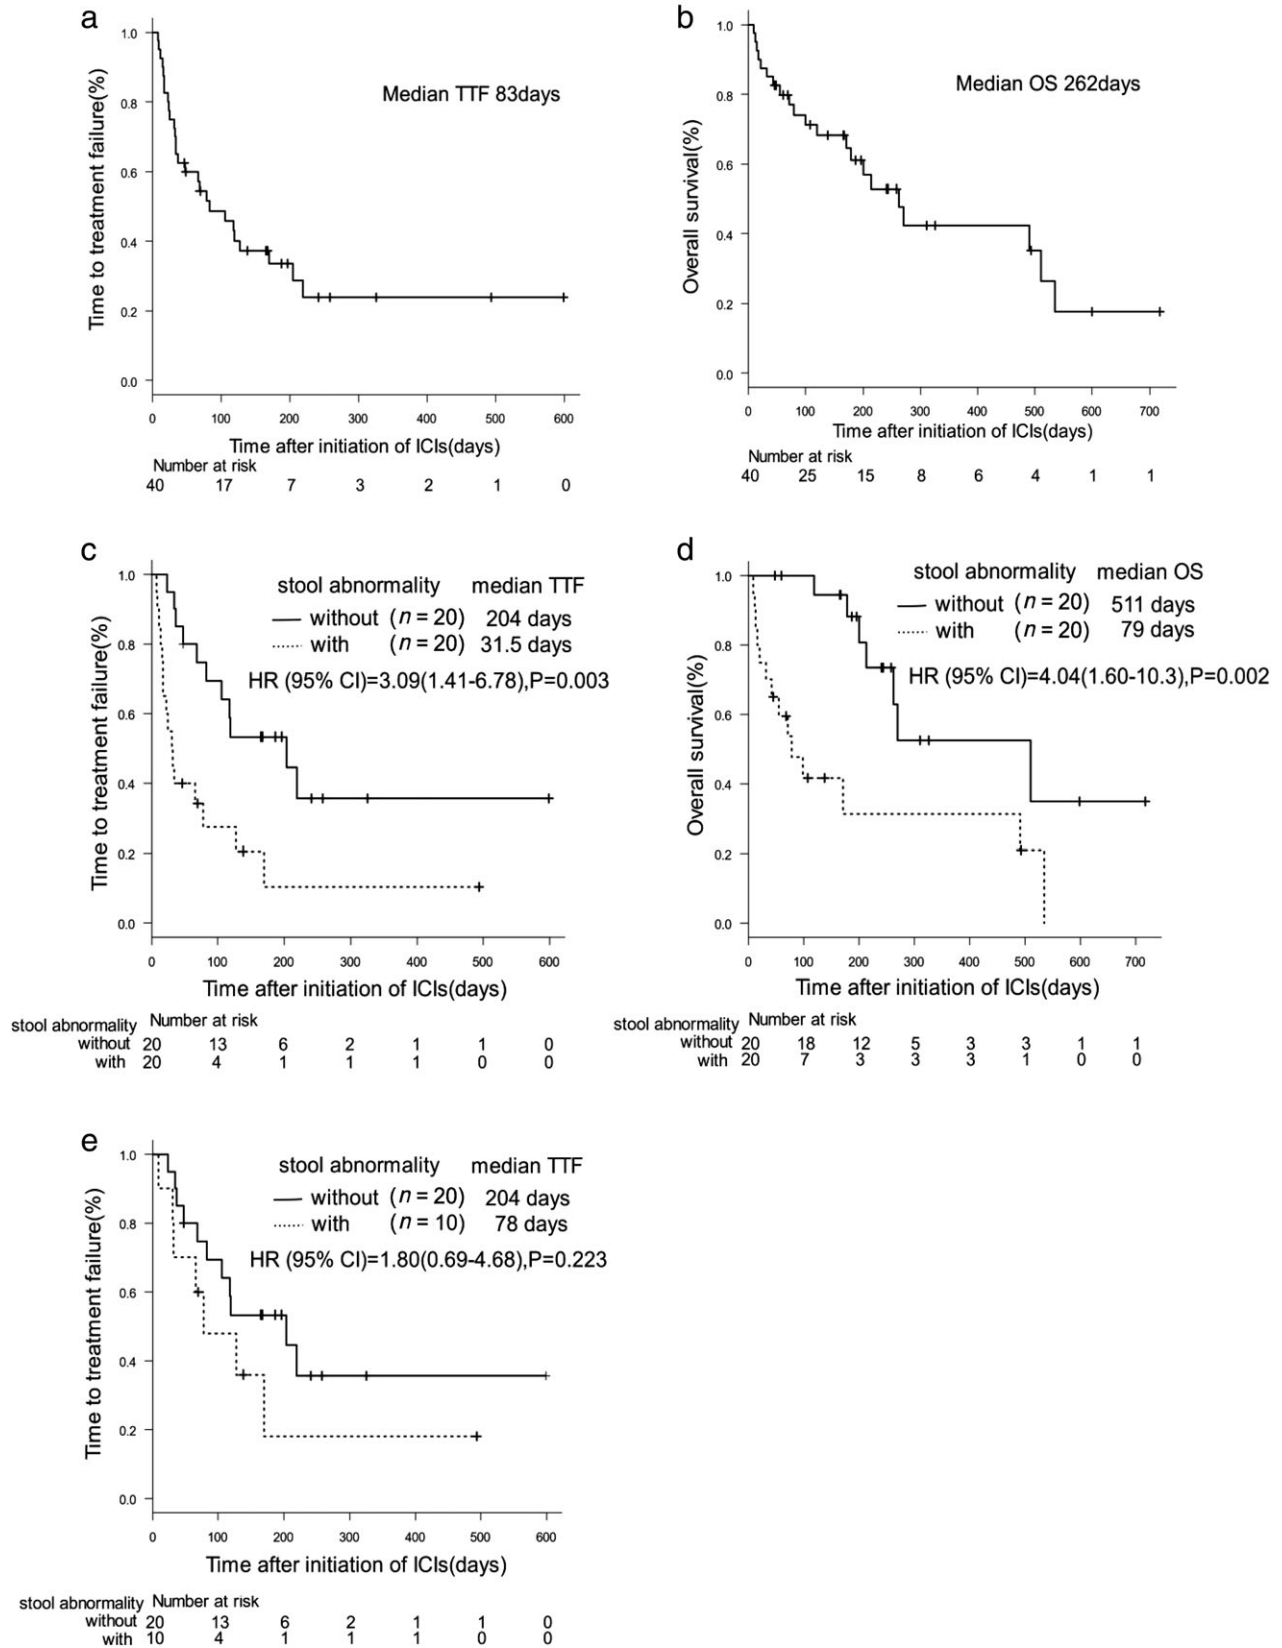 a
Time to treatment failure(%)
1.0
0.8
0.6
0.4
0.2
0.0
Median TTF 83days
0 100 200 300 400 500 600
Time after initiation of ICIs(days)
Number at risk
40 17 7 3 2 1 0
b
Overall survival(%)
1.0
0.8
0.6
0.4
0.2
0.0
Median OS 262days
0 100 200 300 400 500 600 700
Time after initiation of ICIs(days)
Number at risk
40 25 15 8 6 4 1 1
c
Time to treatment failure(%)
1.0
0.8
0.6
0.4
0.2
0.0
stool abnormality median TTF
without (n = 20) 204 days
with (n = 20) 31.5 days
HR (95% CI)=3.09(1.41-6.78),P=0.003
0 100 200 300 400 500 600
Time after initiation of ICIs(days)
stool abnormality Number at risk
without 20 13 6 2 1 1 0
with 20 4 1 1 1 0 0
d
Overall survival(%)
1.0
0.8
0.6
0.4
0.2
0.0
stool abnormality median OS
without (n = 20) 511 days
with (n = 20) 79 days
HR (95% CI)=4.04(1.60-10.3),P=0.002
0 100 200 300 400 500 600 700
Time after initiation of ICIs(days)
stool abnormality Number at risk
without 20 18 12 5 3 3 1 1
with 20 7 3 3 3 1 0 0
e
Time to treatment failure(%)
1.0
0.8
0.6
0.4
0.2
0.0
stool abnormality median TTF
without (n = 20) 204 days
with (n = 10) 78 days
HR (95% CI)=1.80(0.69-4.68),P=0.223
0 100 200 300 400 500 600
Time after initiation of ICIs(days)
stool abnormality Number at risk
without 20 13 6 2 1 1 0
with 10 4 1 1 1 0 0